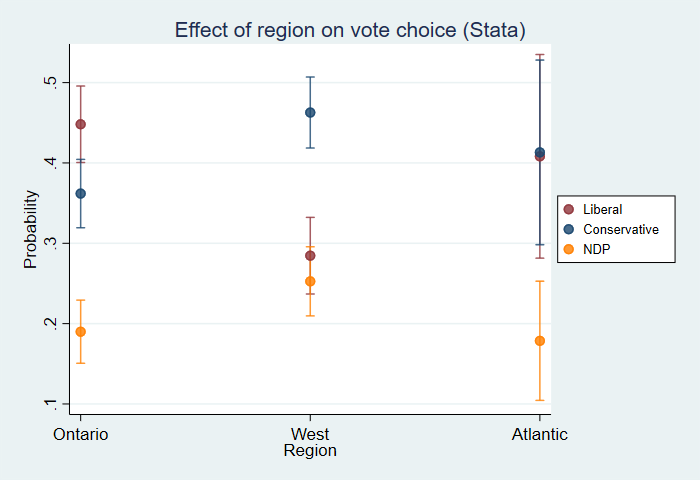 Effect of region on vote choice (Stata)
.5
.4
.3
.2
.1
Probability
Ontario
West
Atlantic
Region
Liberal
Conservative
NDP